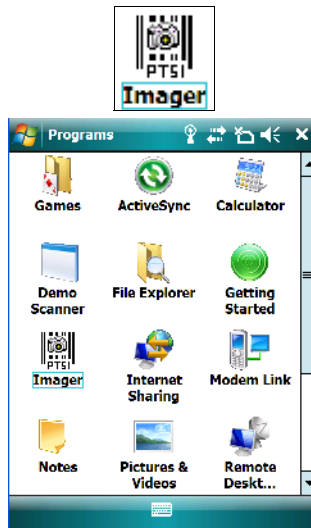 PTSI
Imager
Programs
Games ActiveSync Calculator
Demo Scanner File Explorer Getting Started
PTSI
Imager Internet Sharing Modem Link
Notes Pictures & Videos Remote Deskt...